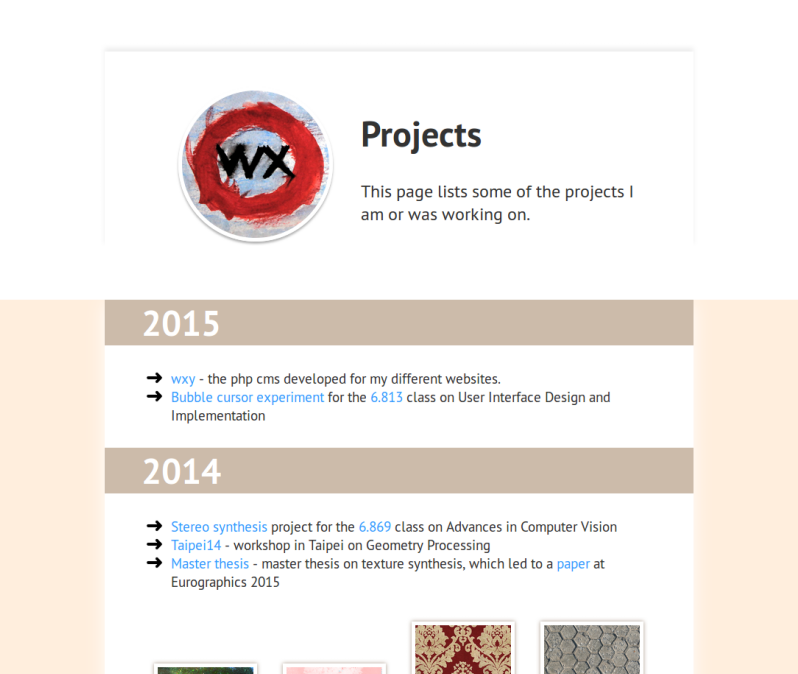 WX
Projects
This page lists some of the projects I
am or was working on.
2015
➜ wxy - the php cms developed for my different websites.
➜ Bubble cursor experiment for the 6.813 class on User Interface Design and
Implementation
2014
➜ Stereo synthesis project for the 6.869 class on Advances in Computer Vision
➜ Taipei14 - workshop in Taipei on Geometry Processing
➜ Master thesis - master thesis on texture synthesis, which led to a paper at
Eurographics 2015